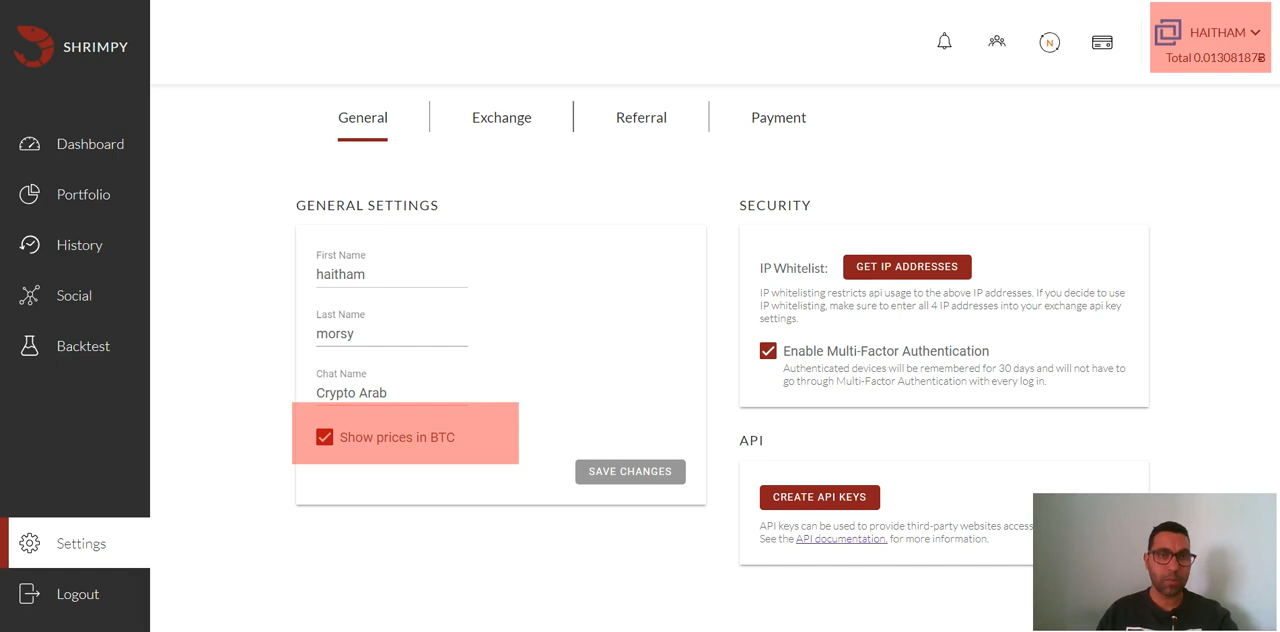 SHRIMPY
HAITHAM
Total 0.01308187Ƀ
N
General
Exchange
Referral
Payment
Dashboard
Portfolio
History
Social
Backtest
Settings
Logout
GENERAL SETTINGS
First Name
haitham
Last Name
morsy
Chat Name
Crypto Arab
Show prices in BTC
SAVE CHANGES
SECURITY
IP Whitelist:
GET IP ADDRESSES
IP whitelisting restricts api usage to the above IP addresses. If you decide to use
IP whitelisting, make sure to enter all 4 IP addresses into your exchange api key
settings.
Enable Multi-Factor Authentication
Authenticated devices will be remembered for 30 days and will not have to
go through Multi-Factor Authentication with every log in.
API
CREATE API KEYS
API keys can be used to provide third-party websites access
See the API documentation. for more information.